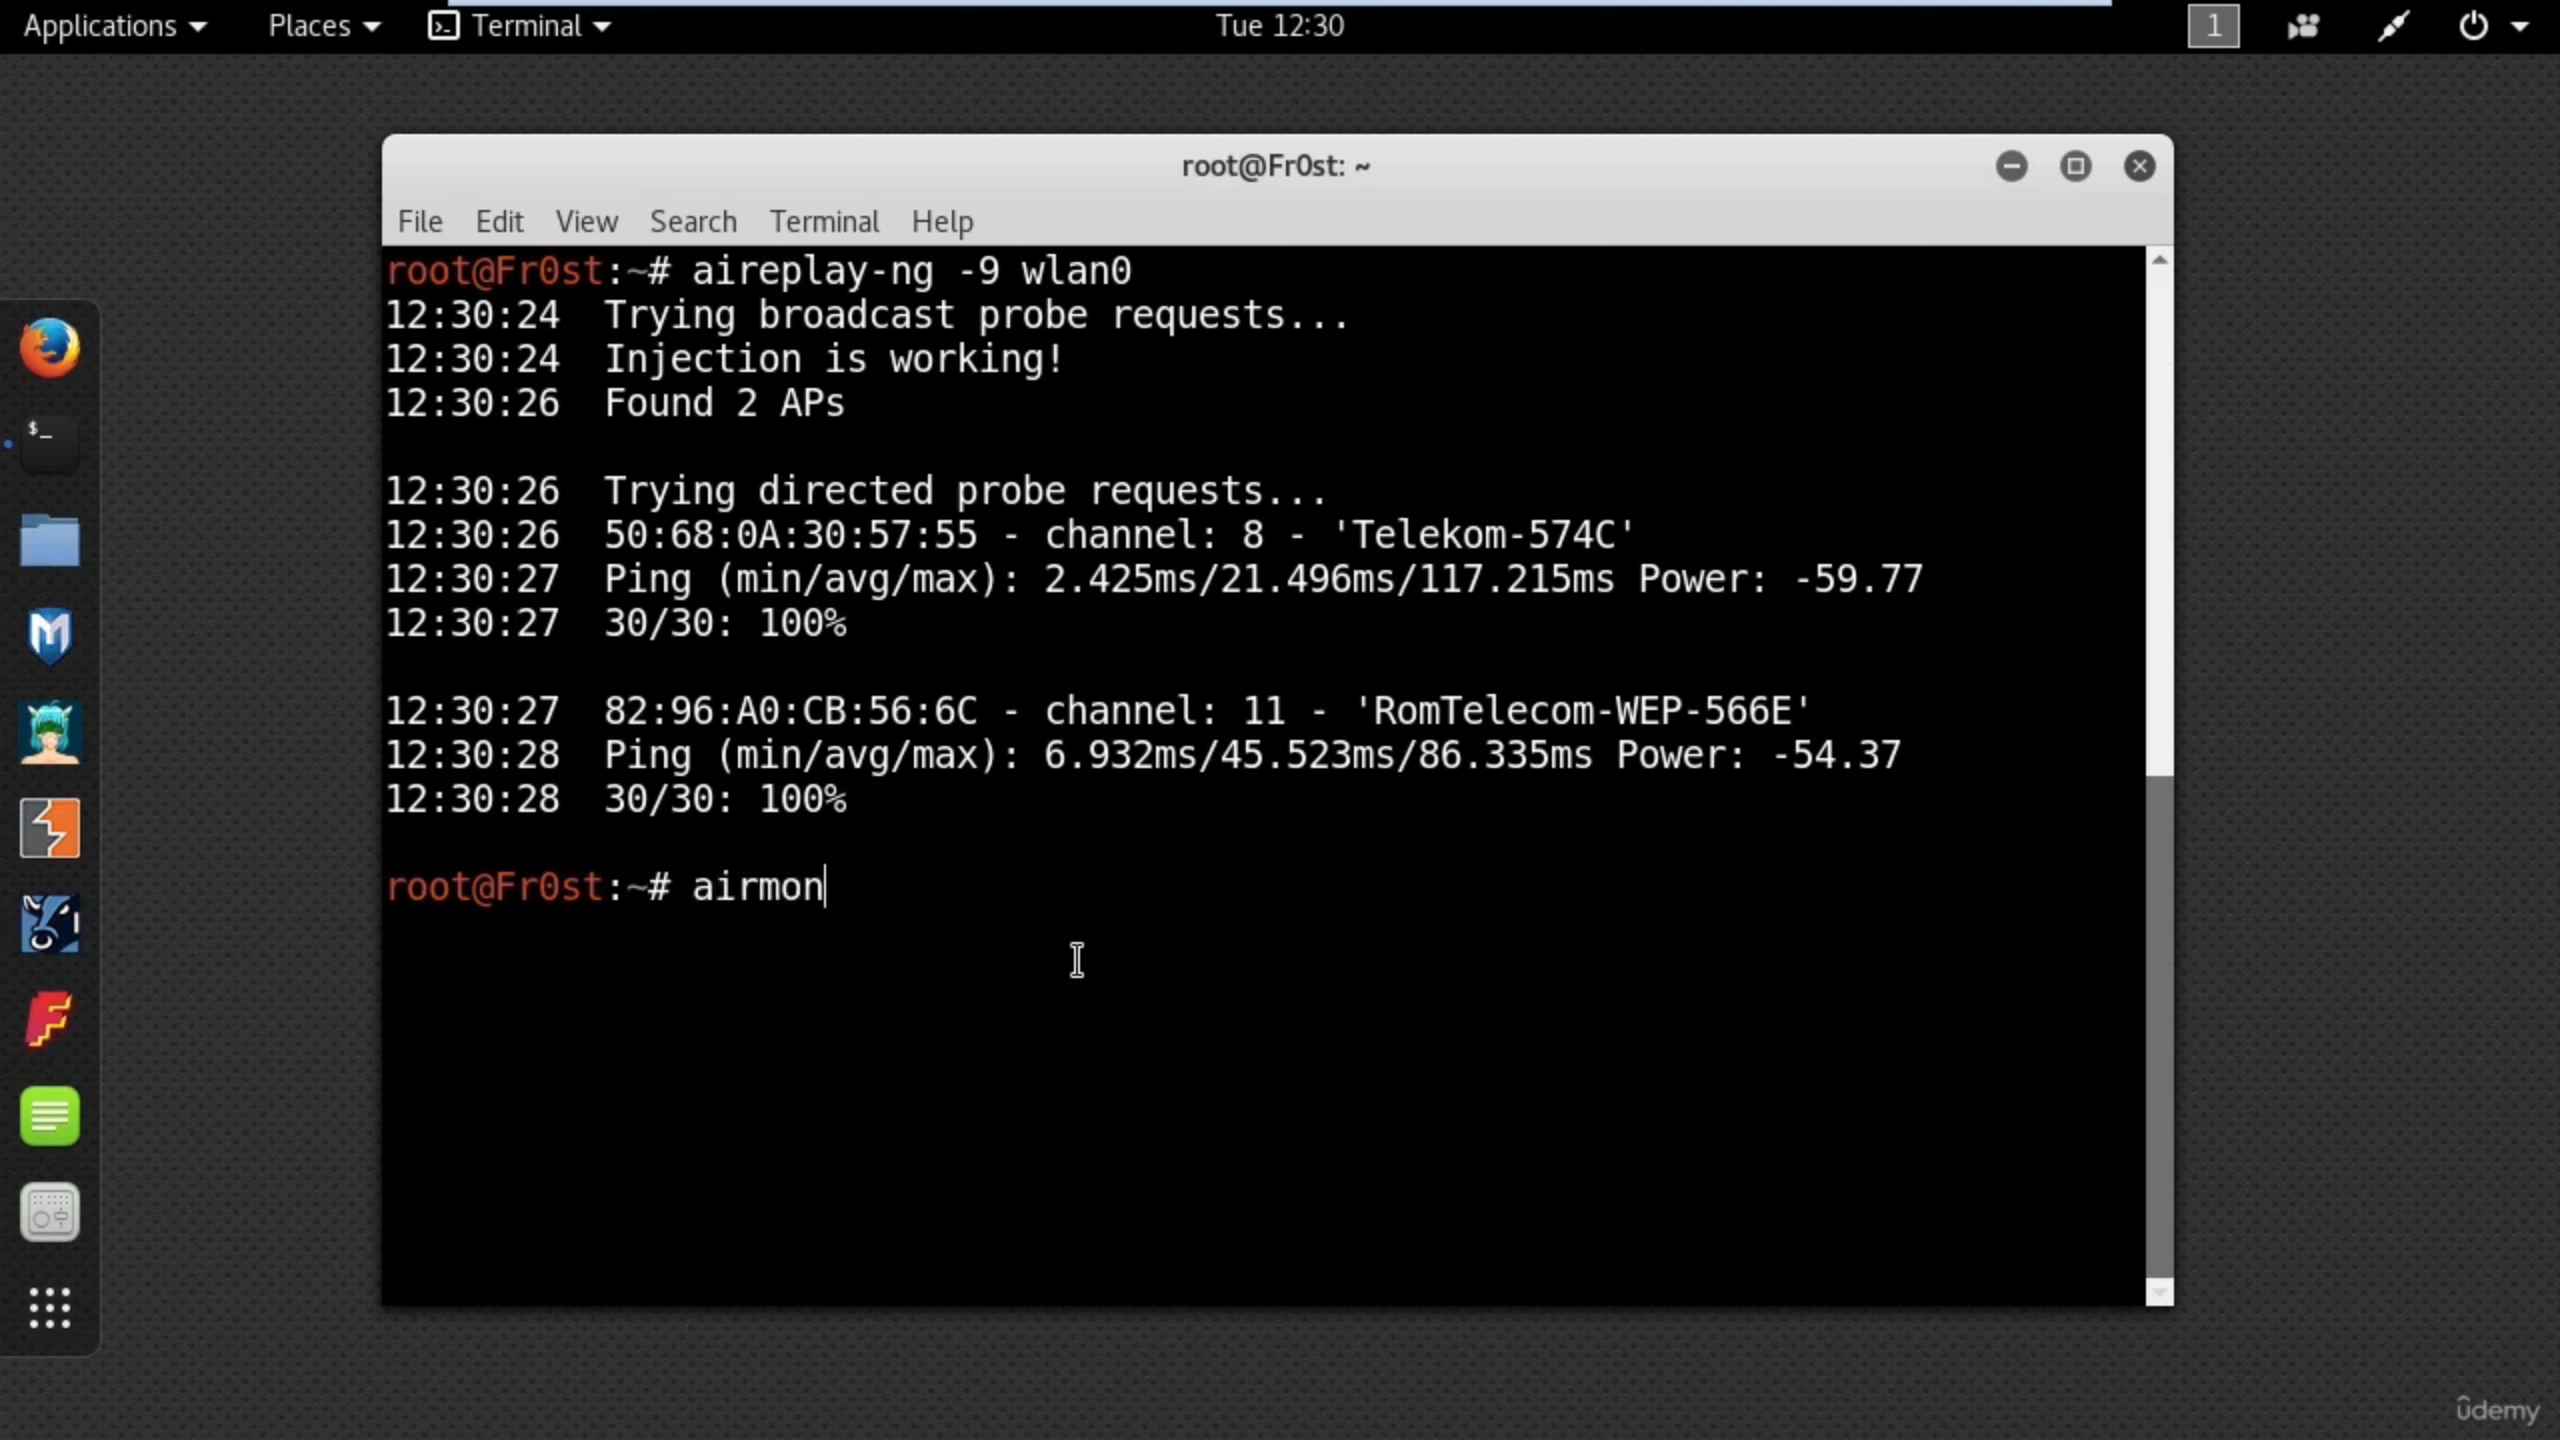 Applications Places Terminal Tue 12:30 1
root@Fr0st: ~
File Edit View Search Terminal Help
root@Fr0st:~# aireplay-ng -9 wlan0
12:30:24  Trying broadcast probe requests...
12:30:24  Injection is working!
12:30:26  Found 2 APs
12:30:26  Trying directed probe requests...
12:30:26  50:68:0A:30:57:55 - channel: 8 - 'Telekom-574C'
12:30:27  Ping (min/avg/max): 2.425ms/21.496ms/117.215ms Power: -59.77
12:30:27  30/30: 100%
12:30:27  82:96:A0:CB:56:6C - channel: 11 - 'RomTelecom-WEP-566E'
12:30:28  Ping (min/avg/max): 6.932ms/45.523ms/86.335ms Power: -54.37
12:30:28  30/30: 100%
root@Fr0st:~# airmon
$_
M
F
ûdemy